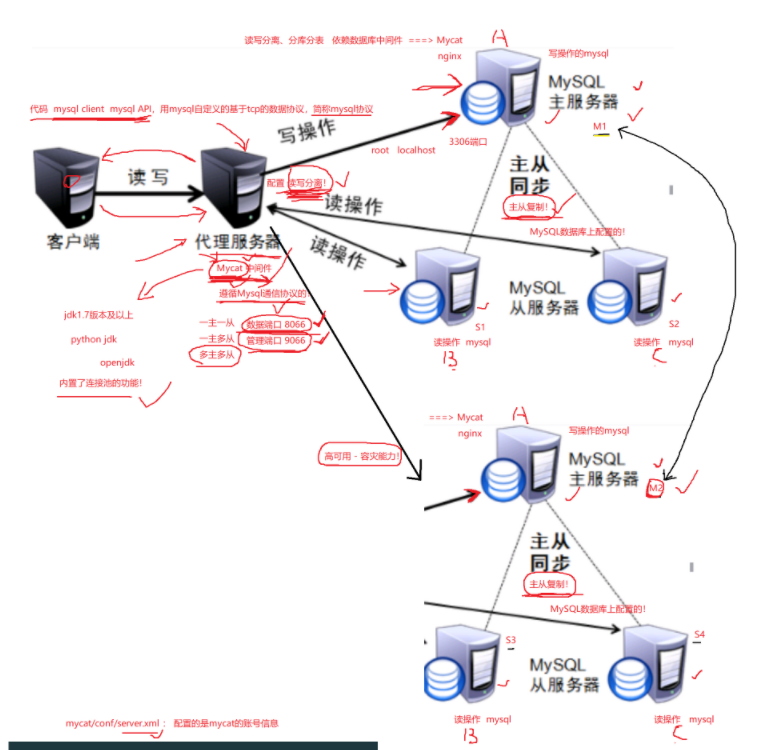 读写分离、分库分表 依赖数据库中间件 ===> Mycat
nginx
A
写操作的mysql
MySQL
主服务器
M1
代码 mysql client mysql API，用mysql自定义的基于tcp的数据协议，简称mysql协议
写操作
root localhost
3306端口
读 写
配置 读写分离！
主从
同步
主从复制！
读操作
MySQL数据库上配置的！
客户端
代理服务器
读操作
Mycat 中间件
遵循Mysql通信协议的！
MySQL
从服务器
S1
S2
jdk1.7版本及以上
一主一从 数据端口 8066
python jdk
一主多从 管理端口 9066
读操作 mysql
读操作 mysql
openjdk
多主多从
B
C
内置了连接池的功能！
===> Mycat
nginx
A
写操作的mysql
高可用 - 容灾能力！
MySQL
主服务器
M2
主从
同步
主从复制！
MySQL数据库上配置的！
S3
S4
MySQL
从服务器
mycat/conf/server.xml： 配置的是mycat的账号信息
读操作 mysql
读操作 mysql
B
C